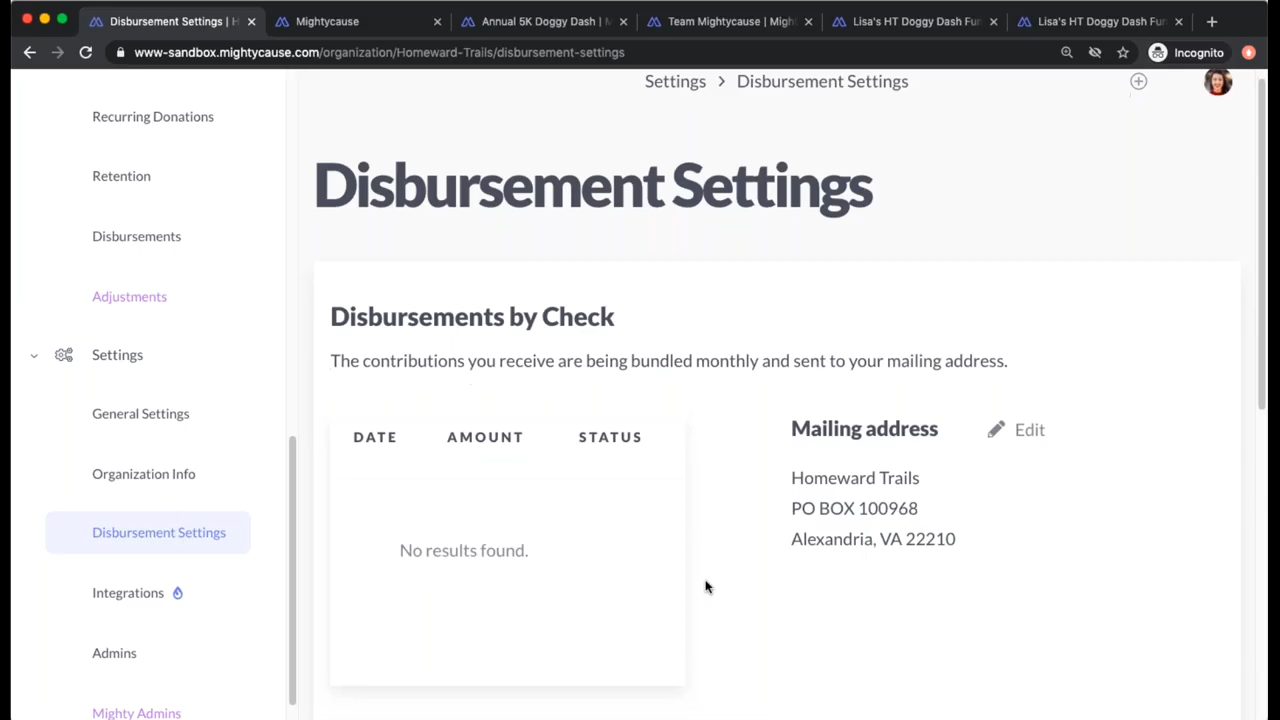 Disbursement Settings | H
Mightycause
Annual 5K Doggy Dash | M
Team Mightycause | Migh
Lisa's HT Doggy Dash Fun
Lisa's HT Doggy Dash Fun
www-sandbox.mightycause.com/organization/Homeward-Trails/disbursement-settings
Incognito
Settings > Disbursement Settings
Recurring Donations
Retention
Disbursements
Adjustments
Settings
General Settings
Organization Info
Disbursement Settings
Integrations
Admins
Mighty Admins
Disbursement Settings
Disbursements by Check
The contributions you receive are being bundled monthly and sent to your mailing address.
DATE AMOUNT STATUS
No results found.
Mailing address
Edit
Homeward Trails
PO BOX 100968
Alexandria, VA 22210